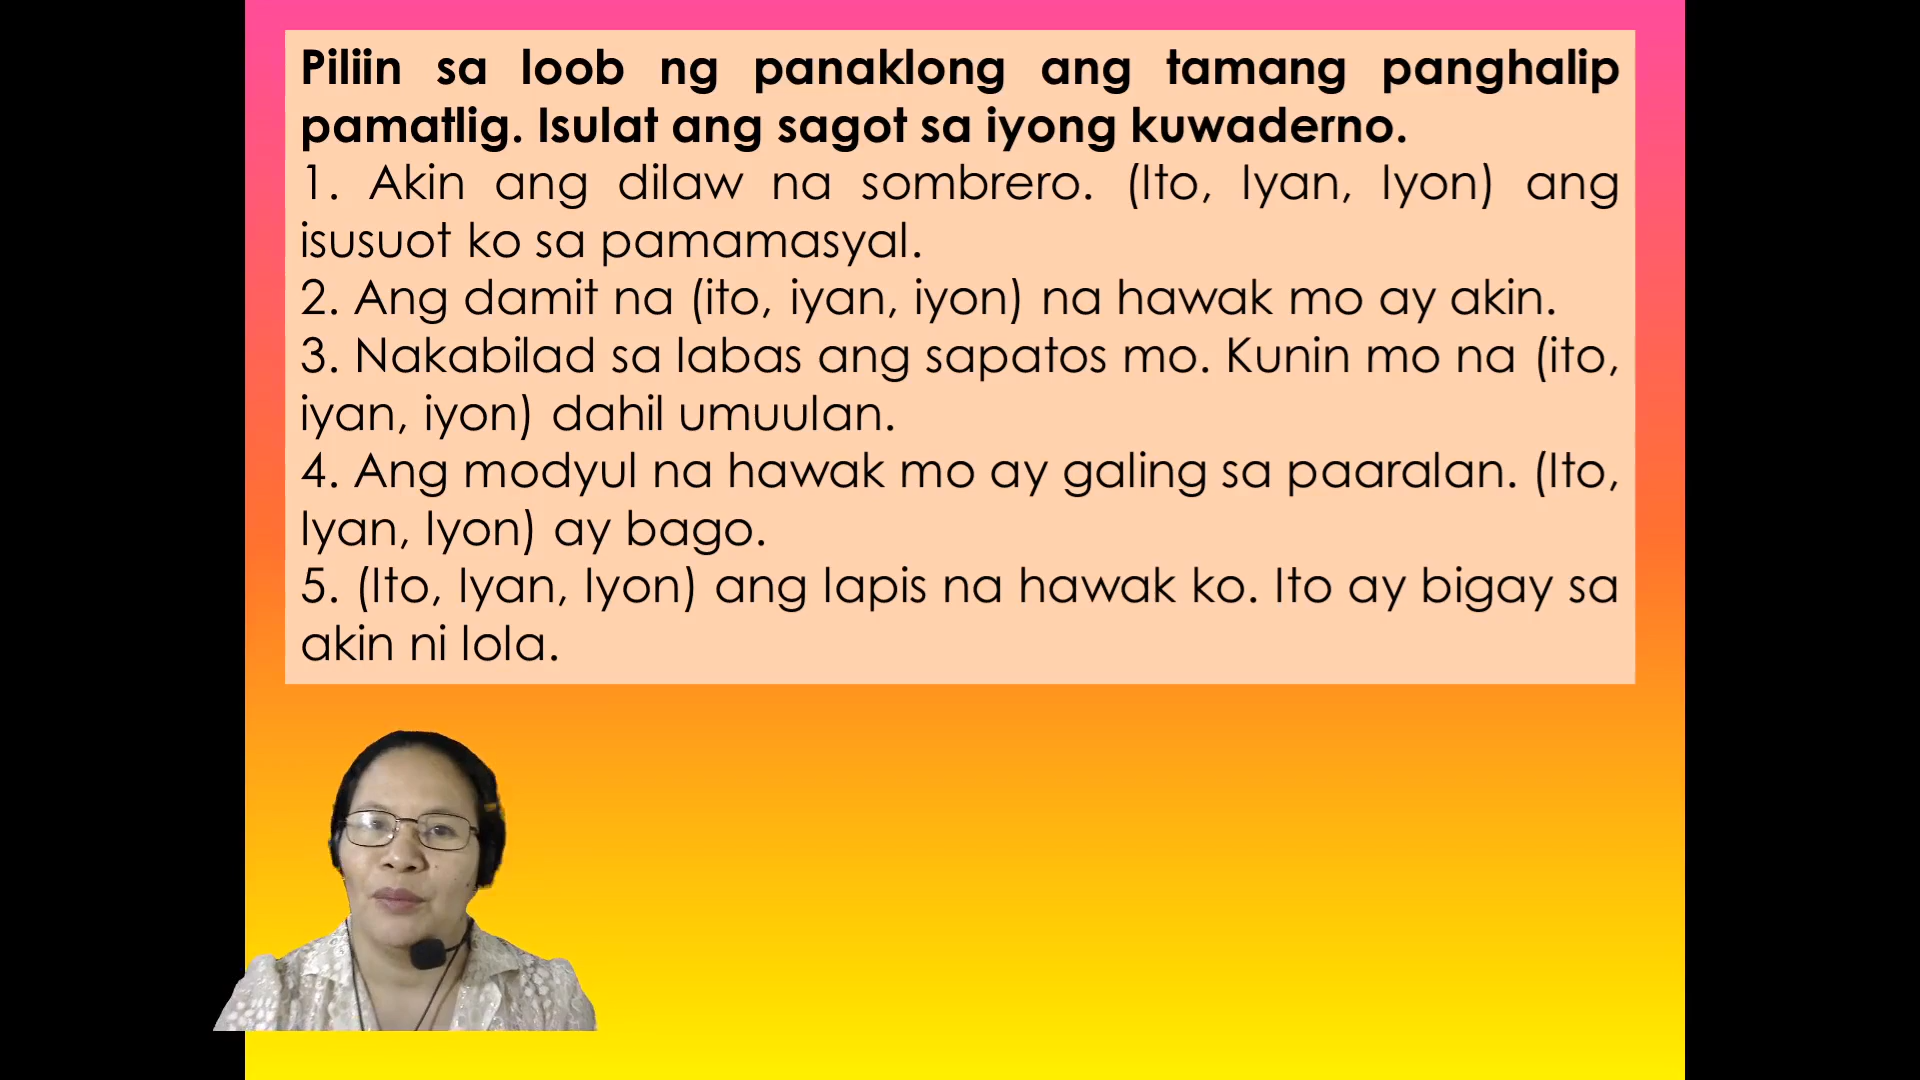 Piliin sa loob ng panaklong ang tamang panghalip
pamatlig. Isulat ang sagot sa iyong kuwaderno.
1. Akin ang dilaw na sombrero. (Ito, Iyan, Iyon) ang
isusuot ko sa pamamasyal.
2. Ang damit na (ito, iyan, iyon) na hawak mo ay akin.
3. Nakabilad sa labas ang sapatos mo. Kunin mo na (ito,
iyan, iyon) dahil umuulan.
4. Ang modyul na hawak mo ay galing sa paaralan. (Ito,
Iyan, Iyon) ay bago.
5. (Ito, Iyan, Iyon) ang lapis na hawak ko. Ito ay bigay sa
akin ni lola.